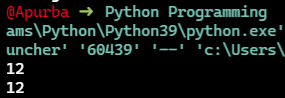 @Apurba ➜ Python Programming
ams\Python\Python39\python.exe'
uncher' '60439' '--' 'c:\Users\
12
12